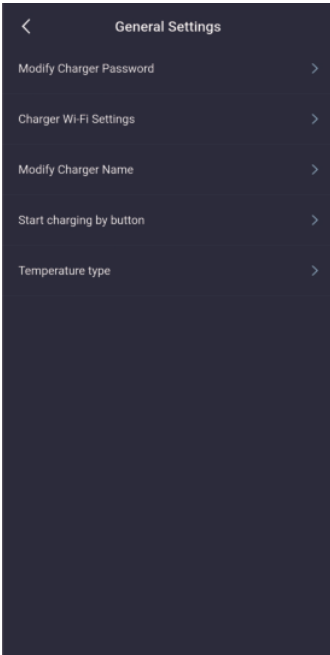 General Settings
Modify Charger Password
Charger Wi-Fi Settings
Modify Charger Name
Start charging by button
Temperature type